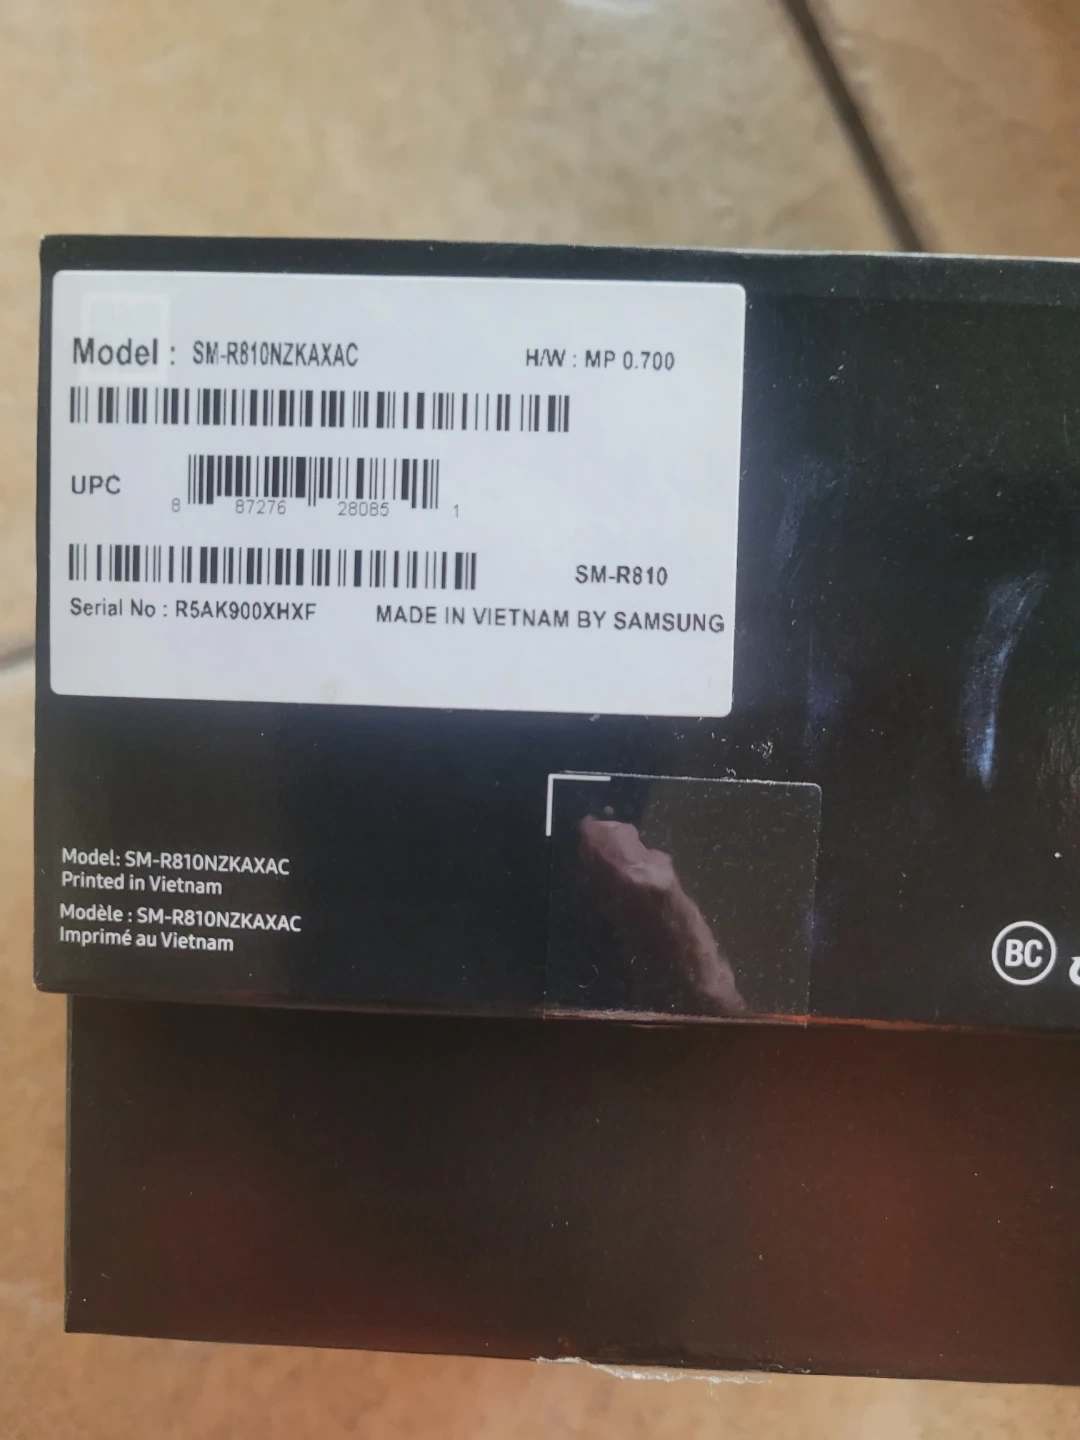 Model : SM-R810NZKAXAC
H/W : MP 0.700
UPC
8 87276 28085 1
SM-R810
Serial No : R5AK900XHXF
MADE IN VIETNAM BY SAMSUNG
Model: SM-R810NZKAXAC
Printed in Vietnam
Modèle : SM-R810NZKAXAC
Imprimé au Vietnam
BC